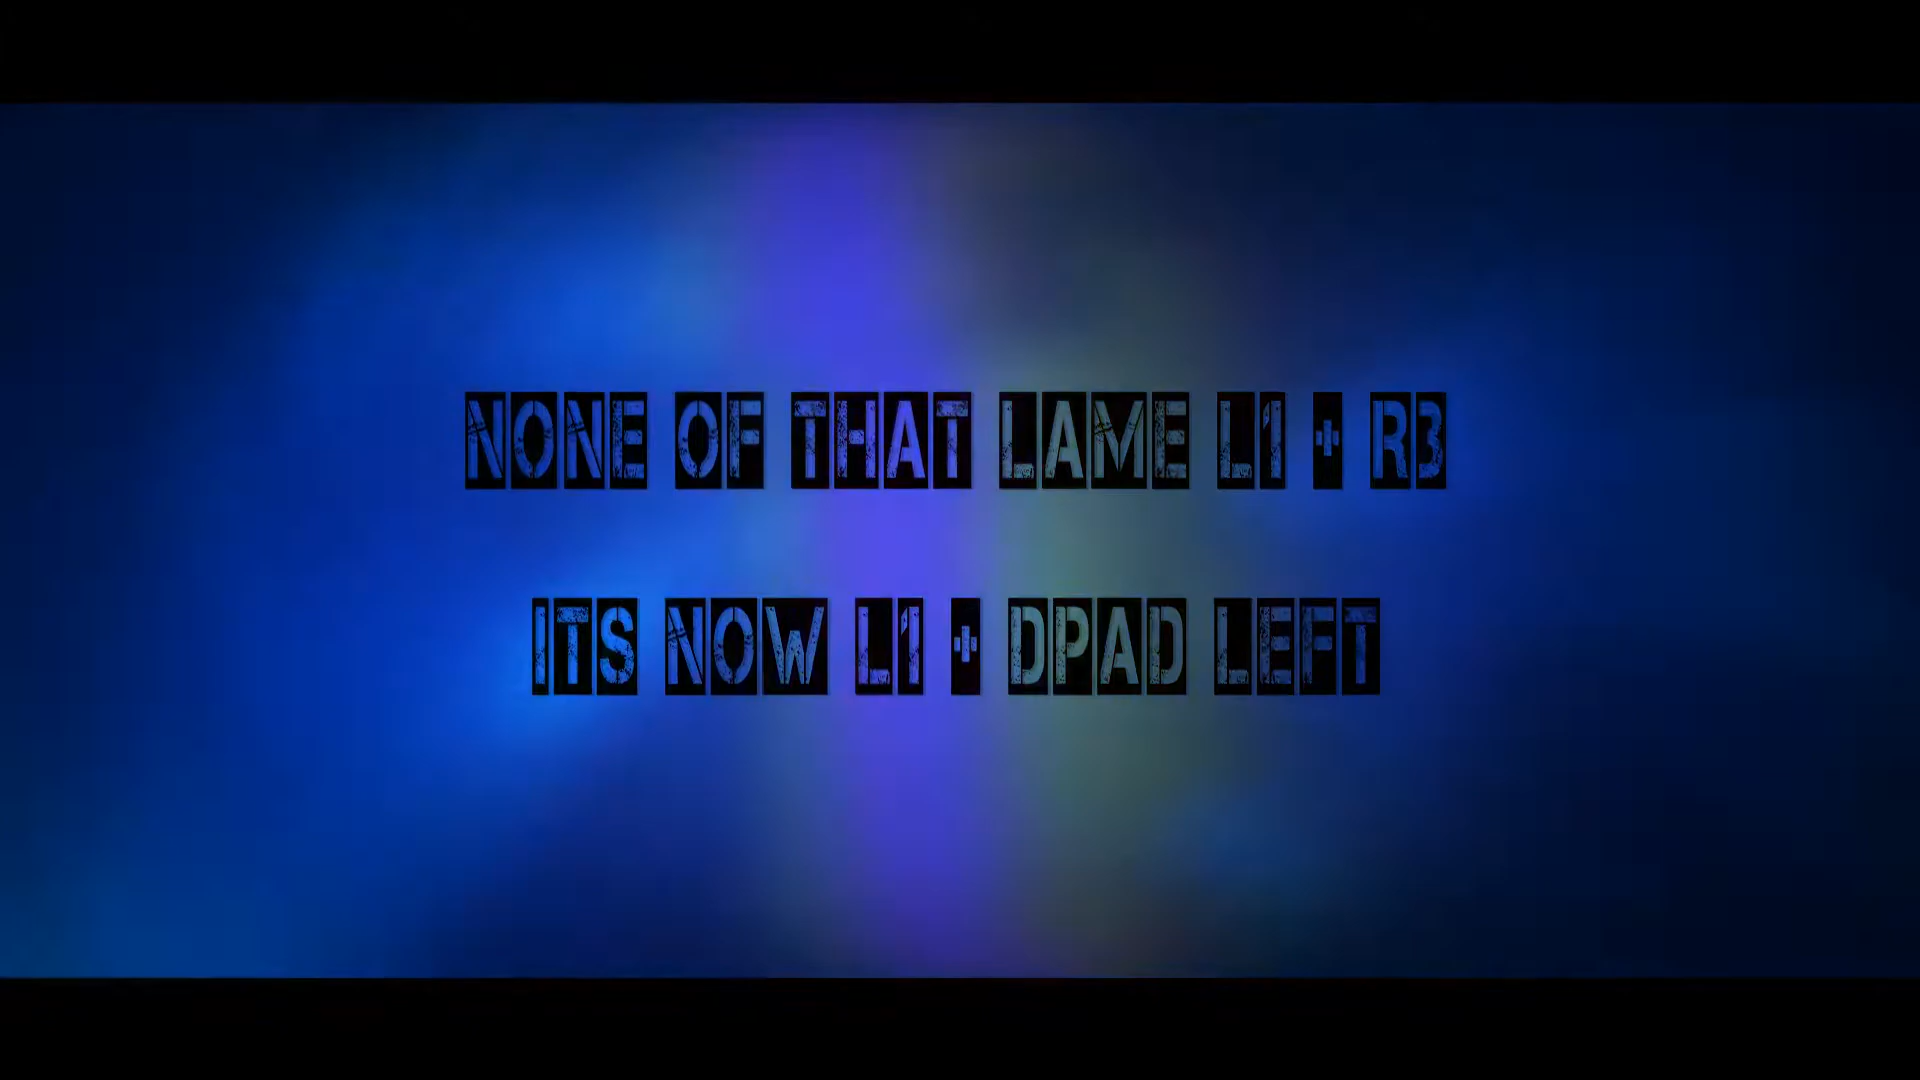 NONE OF THAT LAME L1 + R3
ITS NOW L1 + DPAD LEFT